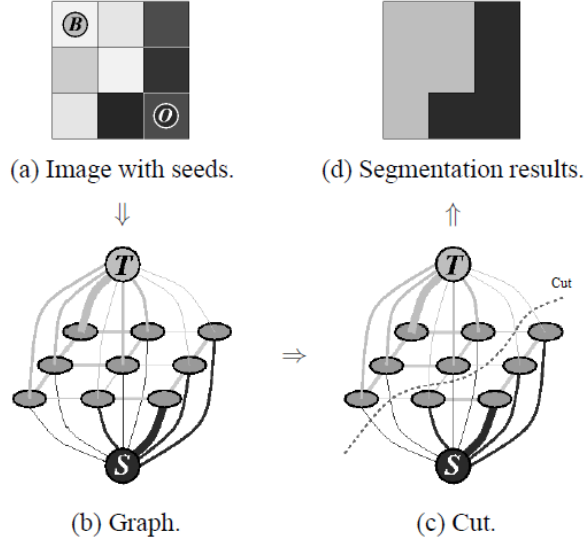 B
O
(a) Image with seeds.
(d) Segmentation results.
⇓
⇑
T
T
Cut
⇒
S
S
(b) Graph.
(c) Cut.